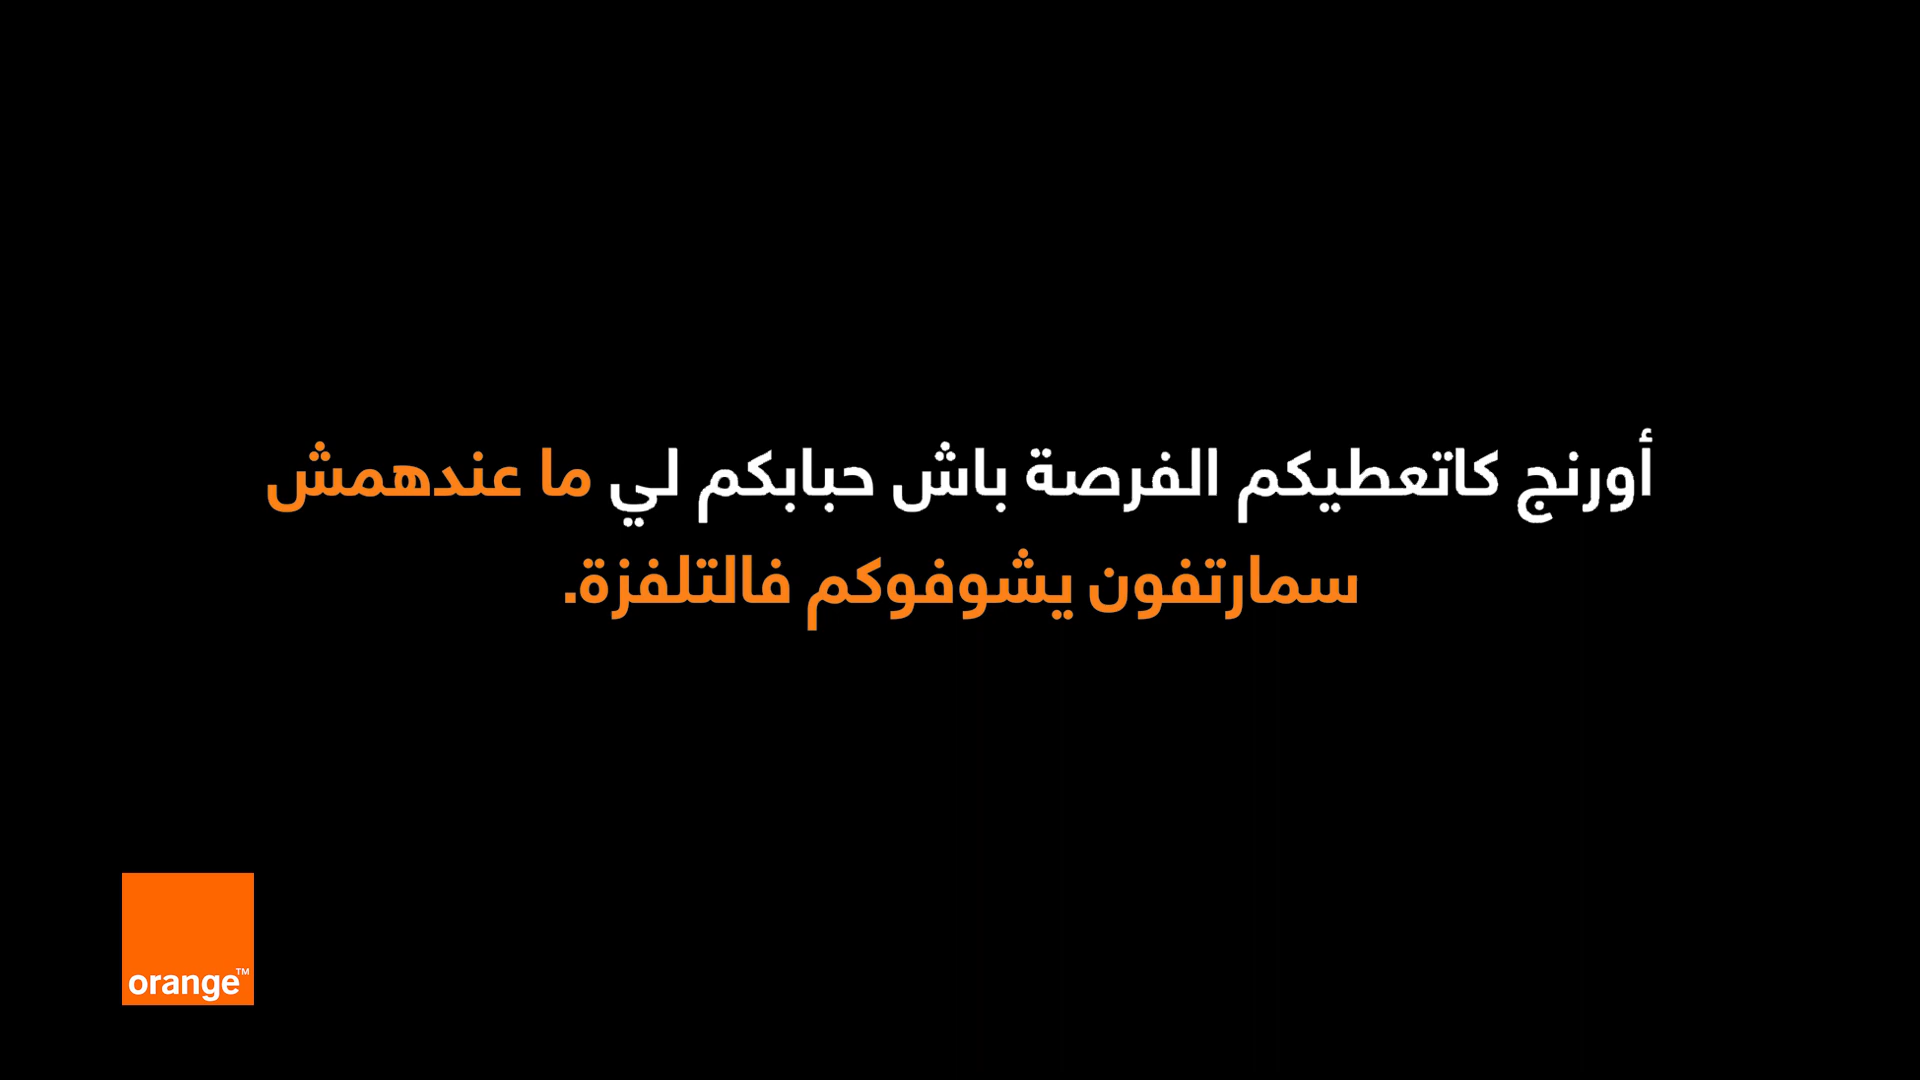 أورنج كاتعطيكم الفرصة باش حبابكم لي ما عندهمش
سمارتفون يشوفوكم فالتلفزة.
orange™